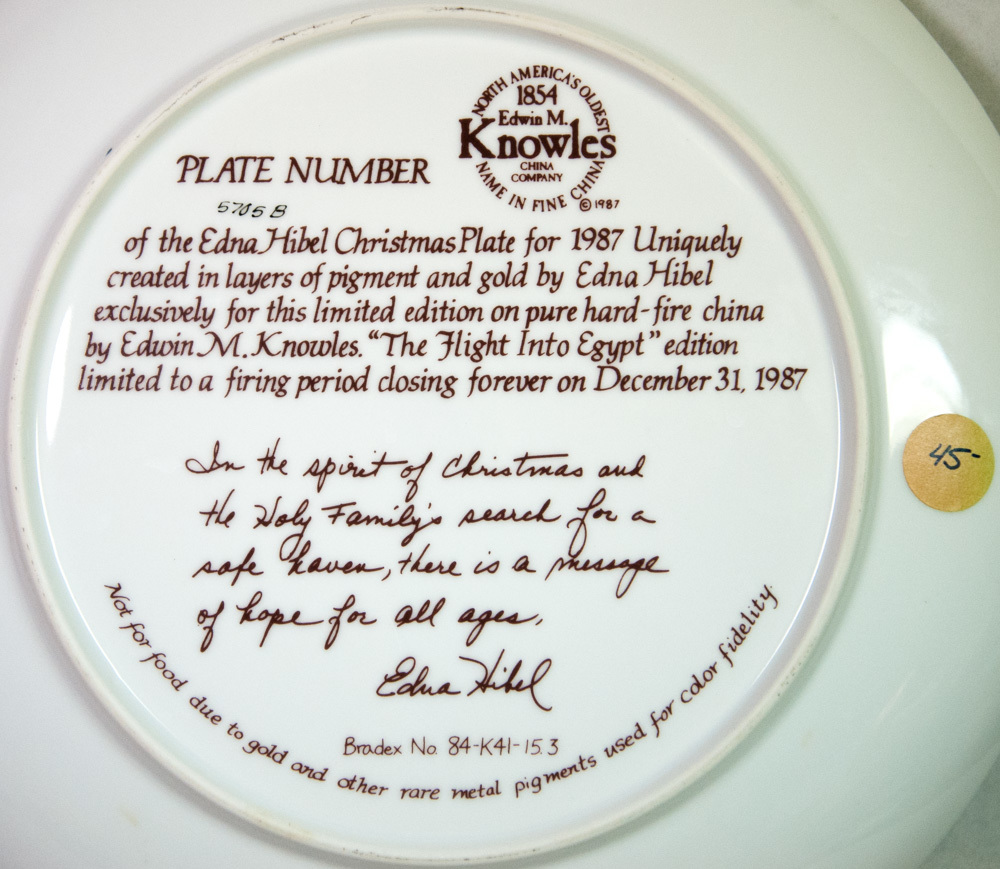 NORTH AMERICA'S OLDEST
1854
Edwin M.
Knowles
CHINA
COMPANY
NAME IN FINE CHINA
©1987
PLATE NUMBER
5705 B
of the Edna Hibel Christmas Plate for 1987 Uniquely
created in layers of pigment and gold by Edna Hibel
exclusively for this limited edition on pure hard-fire china
by Edwin M. Knowles. “The Flight Into Egypt” edition
limited to a firing period closing forever on December 31, 1987
In the spirit of Christmas and
the Holy Family's search for a
safe haven, there is a message
of hope for all ages.
Edna Hibel
Bradex No. 84-K41-15.3
Not for food due to gold and other rare metal pigments used for color fidelity.
45-